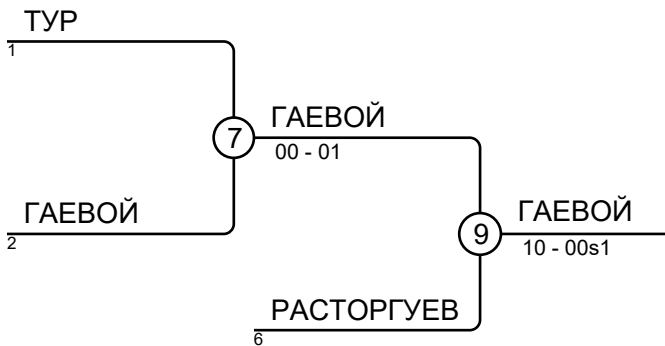 ТУР
1
7
ГАЕВОЙ
00 - 01
ГАЕВОЙ
2
9
ГАЕВОЙ
10 - 00s1
РАСТОРГУЕВ
6